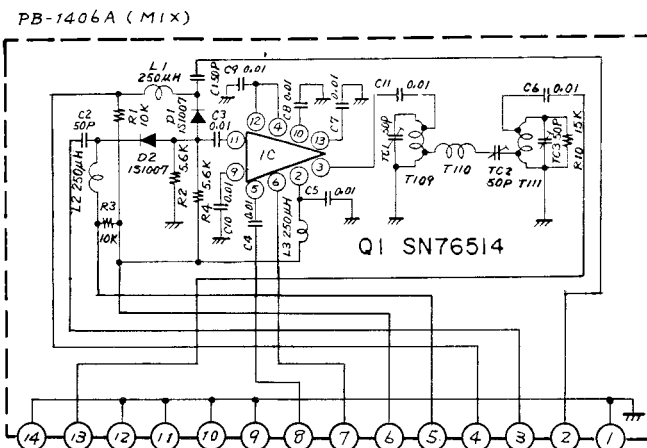 PB-1406A (MIX)
L1
250μH
C1 50P
C9 0.01
C8 0.01
C7 0.01
C11 0.01
C6 0.01
C2
50P
R1
10K
D1
1S1007
C3
0.01
12
4
10
13
11
IC
3
9
5
6
2
D2
1S1007
R2
5.6K
R4
5.6K
L2 250μH
R3
10K
C10 0.01
C4
0.01
L3 250μH
C5 0.01
TC1 50P
T109
T110
TC2
50P
T111
TC3 50P
R10 15K
Q1 SN76514
14 13 12 11 10 9 8 7 6 5 4 3 2 1